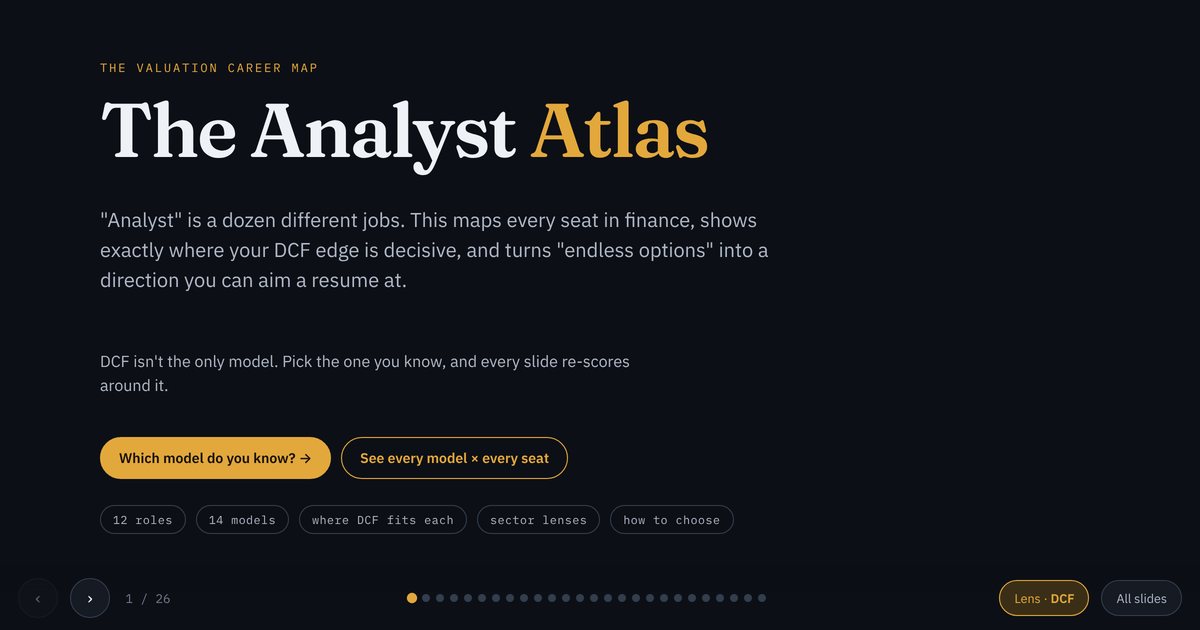 THE VALUATION CAREER MAP
The Analyst Atlas
"Analyst" is a dozen different jobs. This maps every seat in finance, shows
exactly where your DCF edge is decisive, and turns "endless options" into a
direction you can aim a resume at.
DCF isn't the only model. Pick the one you know, and every slide re-scores
around it.
Which model do you know? →
See every model × every seat
12 roles
14 models
where DCF fits each
sector lenses
how to choose
‹
›
1 / 26
Lens · DCF
All slides